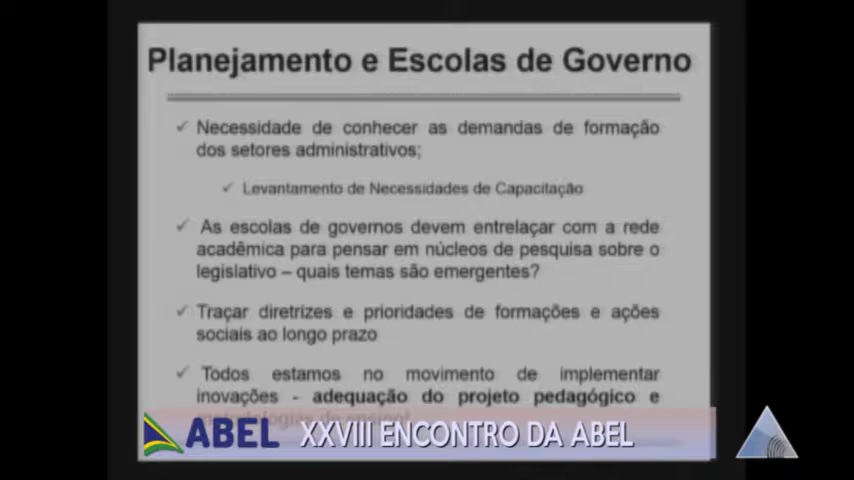 Planejamento e Escolas de Governo
✓ Necessidade de conhecer as demandas de formação
dos setores administrativos;
✓ Levantamento de Necessidades de Capacitação
✓ As escolas de governos devem entrelaçar com a rede
acadêmica para pensar em núcleos de pesquisa sobre o
legislativo – quais temas são emergentes?
✓ Traçar diretrizes e prioridades de formações e ações
sociais ao longo prazo
✓ Todos estamos no movimento de implementar
inovações - adequação do projeto pedagógico e
metodologias de ensino!
ABEL XXVIII ENCONTRO DA ABEL